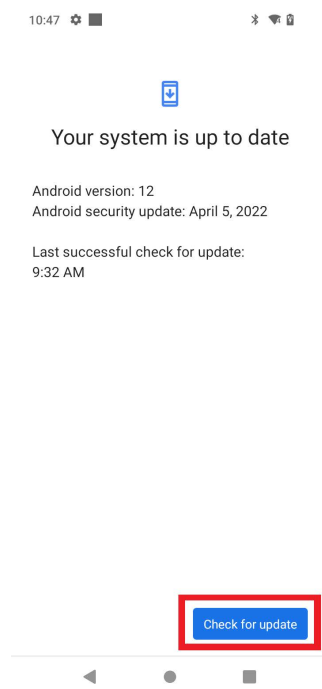 10:47
Your system is up to date
Android version: 12
Android security update: April 5, 2022
Last successful check for update:
9:32 AM
Check for update